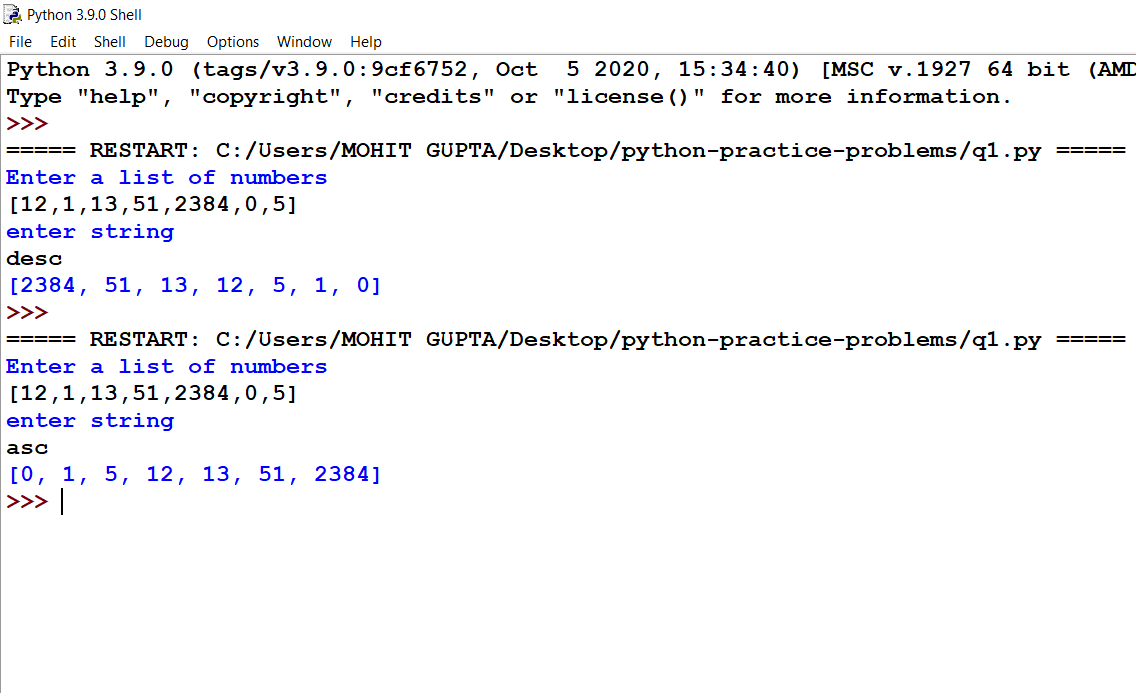 Python 3.9.0 Shell
File Edit Shell Debug Options Window Help
Python 3.9.0 (tags/v3.9.0:9cf6752, Oct  5 2020, 15:34:40) [MSC v.1927 64 bit (AMD
Type "help", "copyright", "credits" or "license()" for more information.
>>>
===== RESTART: C:/Users/MOHIT GUPTA/Desktop/python-practice-problems/q1.py =====
Enter a list of numbers
[12,1,13,51,2384,0,5]
enter string
desc
[2384, 51, 13, 12, 5, 1, 0]
>>>
===== RESTART: C:/Users/MOHIT GUPTA/Desktop/python-practice-problems/q1.py =====
Enter a list of numbers
[12,1,13,51,2384,0,5]
enter string
asc
[0, 1, 5, 12, 13, 51, 2384]
>>>